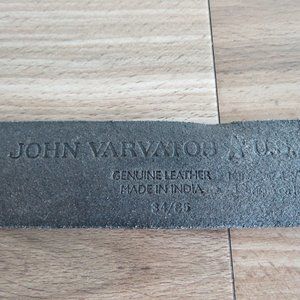 JOHN VARVATOS U.S.
GENUINE LEATHER
MADE IN INDIA
34/85